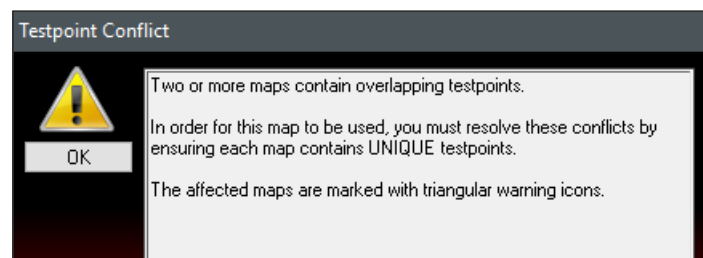 Testpoint Conflict
Two or more maps contain overlapping testpoints.
In order for this map to be used, you must resolve these conflicts by
ensuring each map contains UNIQUE testpoints.
OK
The affected maps are marked with triangular warning icons.